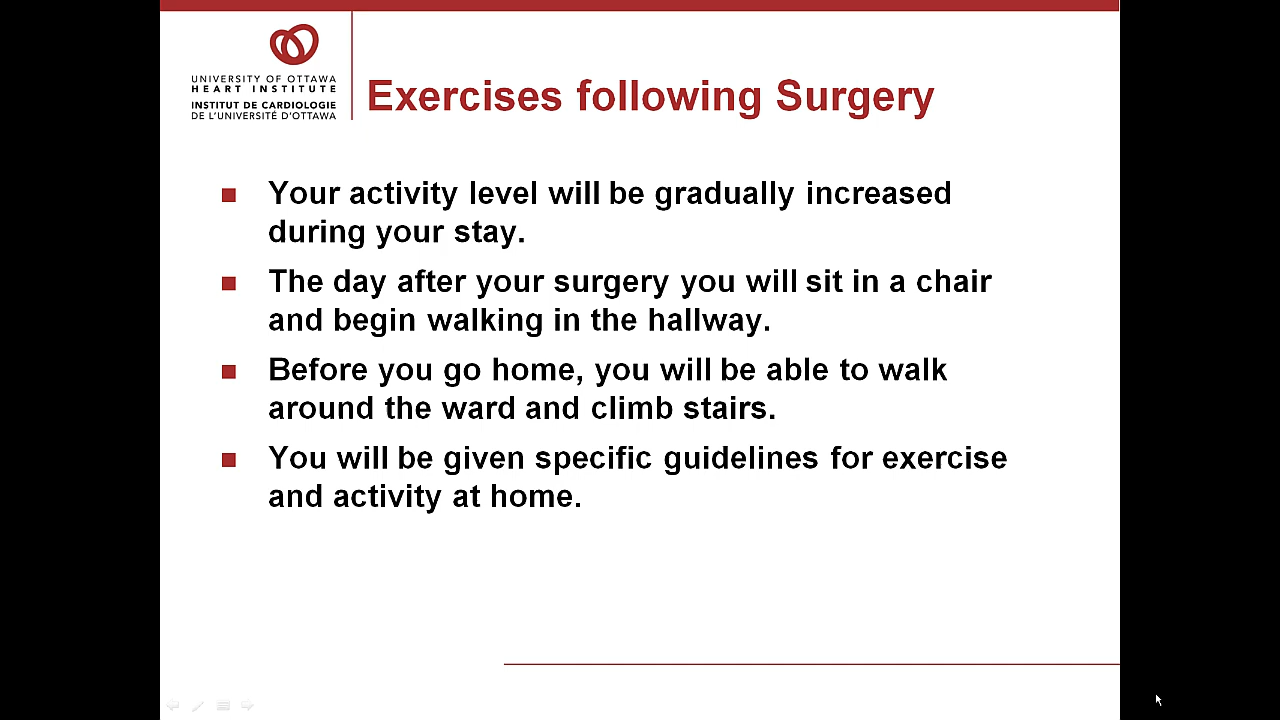 UNIVERSITY OF OTTAWA
HEART INSTITUTE
INSTITUT DE CARDIOLOGIE
DE L'UNIVERSITÉ D'OTTAWA
Exercises following Surgery
Your activity level will be gradually increased
during your stay.
The day after your surgery you will sit in a chair
and begin walking in the hallway.
Before you go home, you will be able to walk
around the ward and climb stairs.
You will be given specific guidelines for exercise
and activity at home.